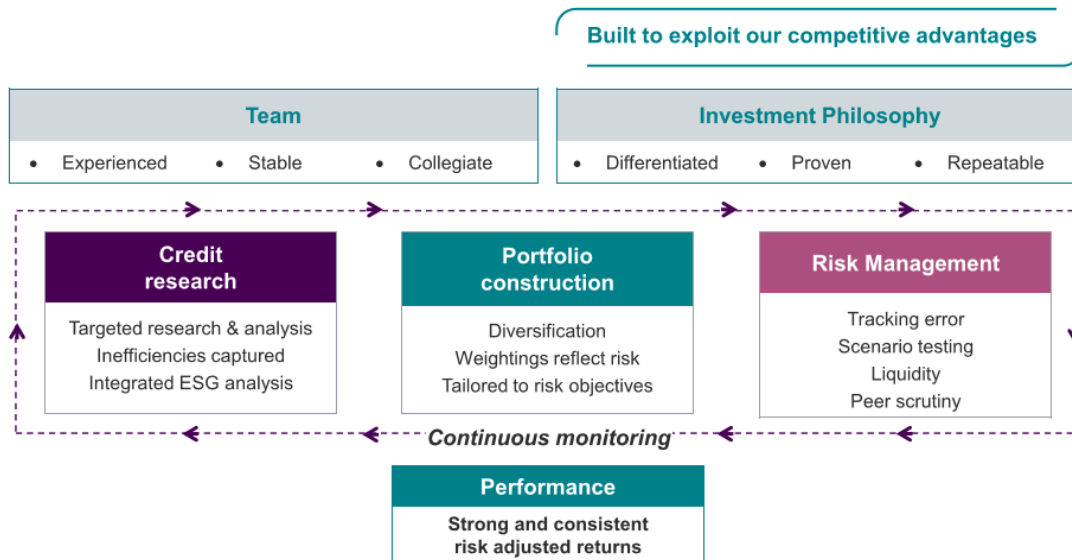 Built to exploit our competitive advantages
Team
Investment Philosophy
• Experienced • Stable • Collegiate
• Differentiated • Proven • Repeatable
Credit
research
Targeted research & analysis
Inefficiencies captured
Integrated ESG analysis
Portfolio
construction
Diversification
Weightings reflect risk
Tailored to risk objectives
Risk Management
Tracking error
Scenario testing
Liquidity
Peer scrutiny
Continuous monitoring
Performance
Strong and consistent
risk adjusted returns